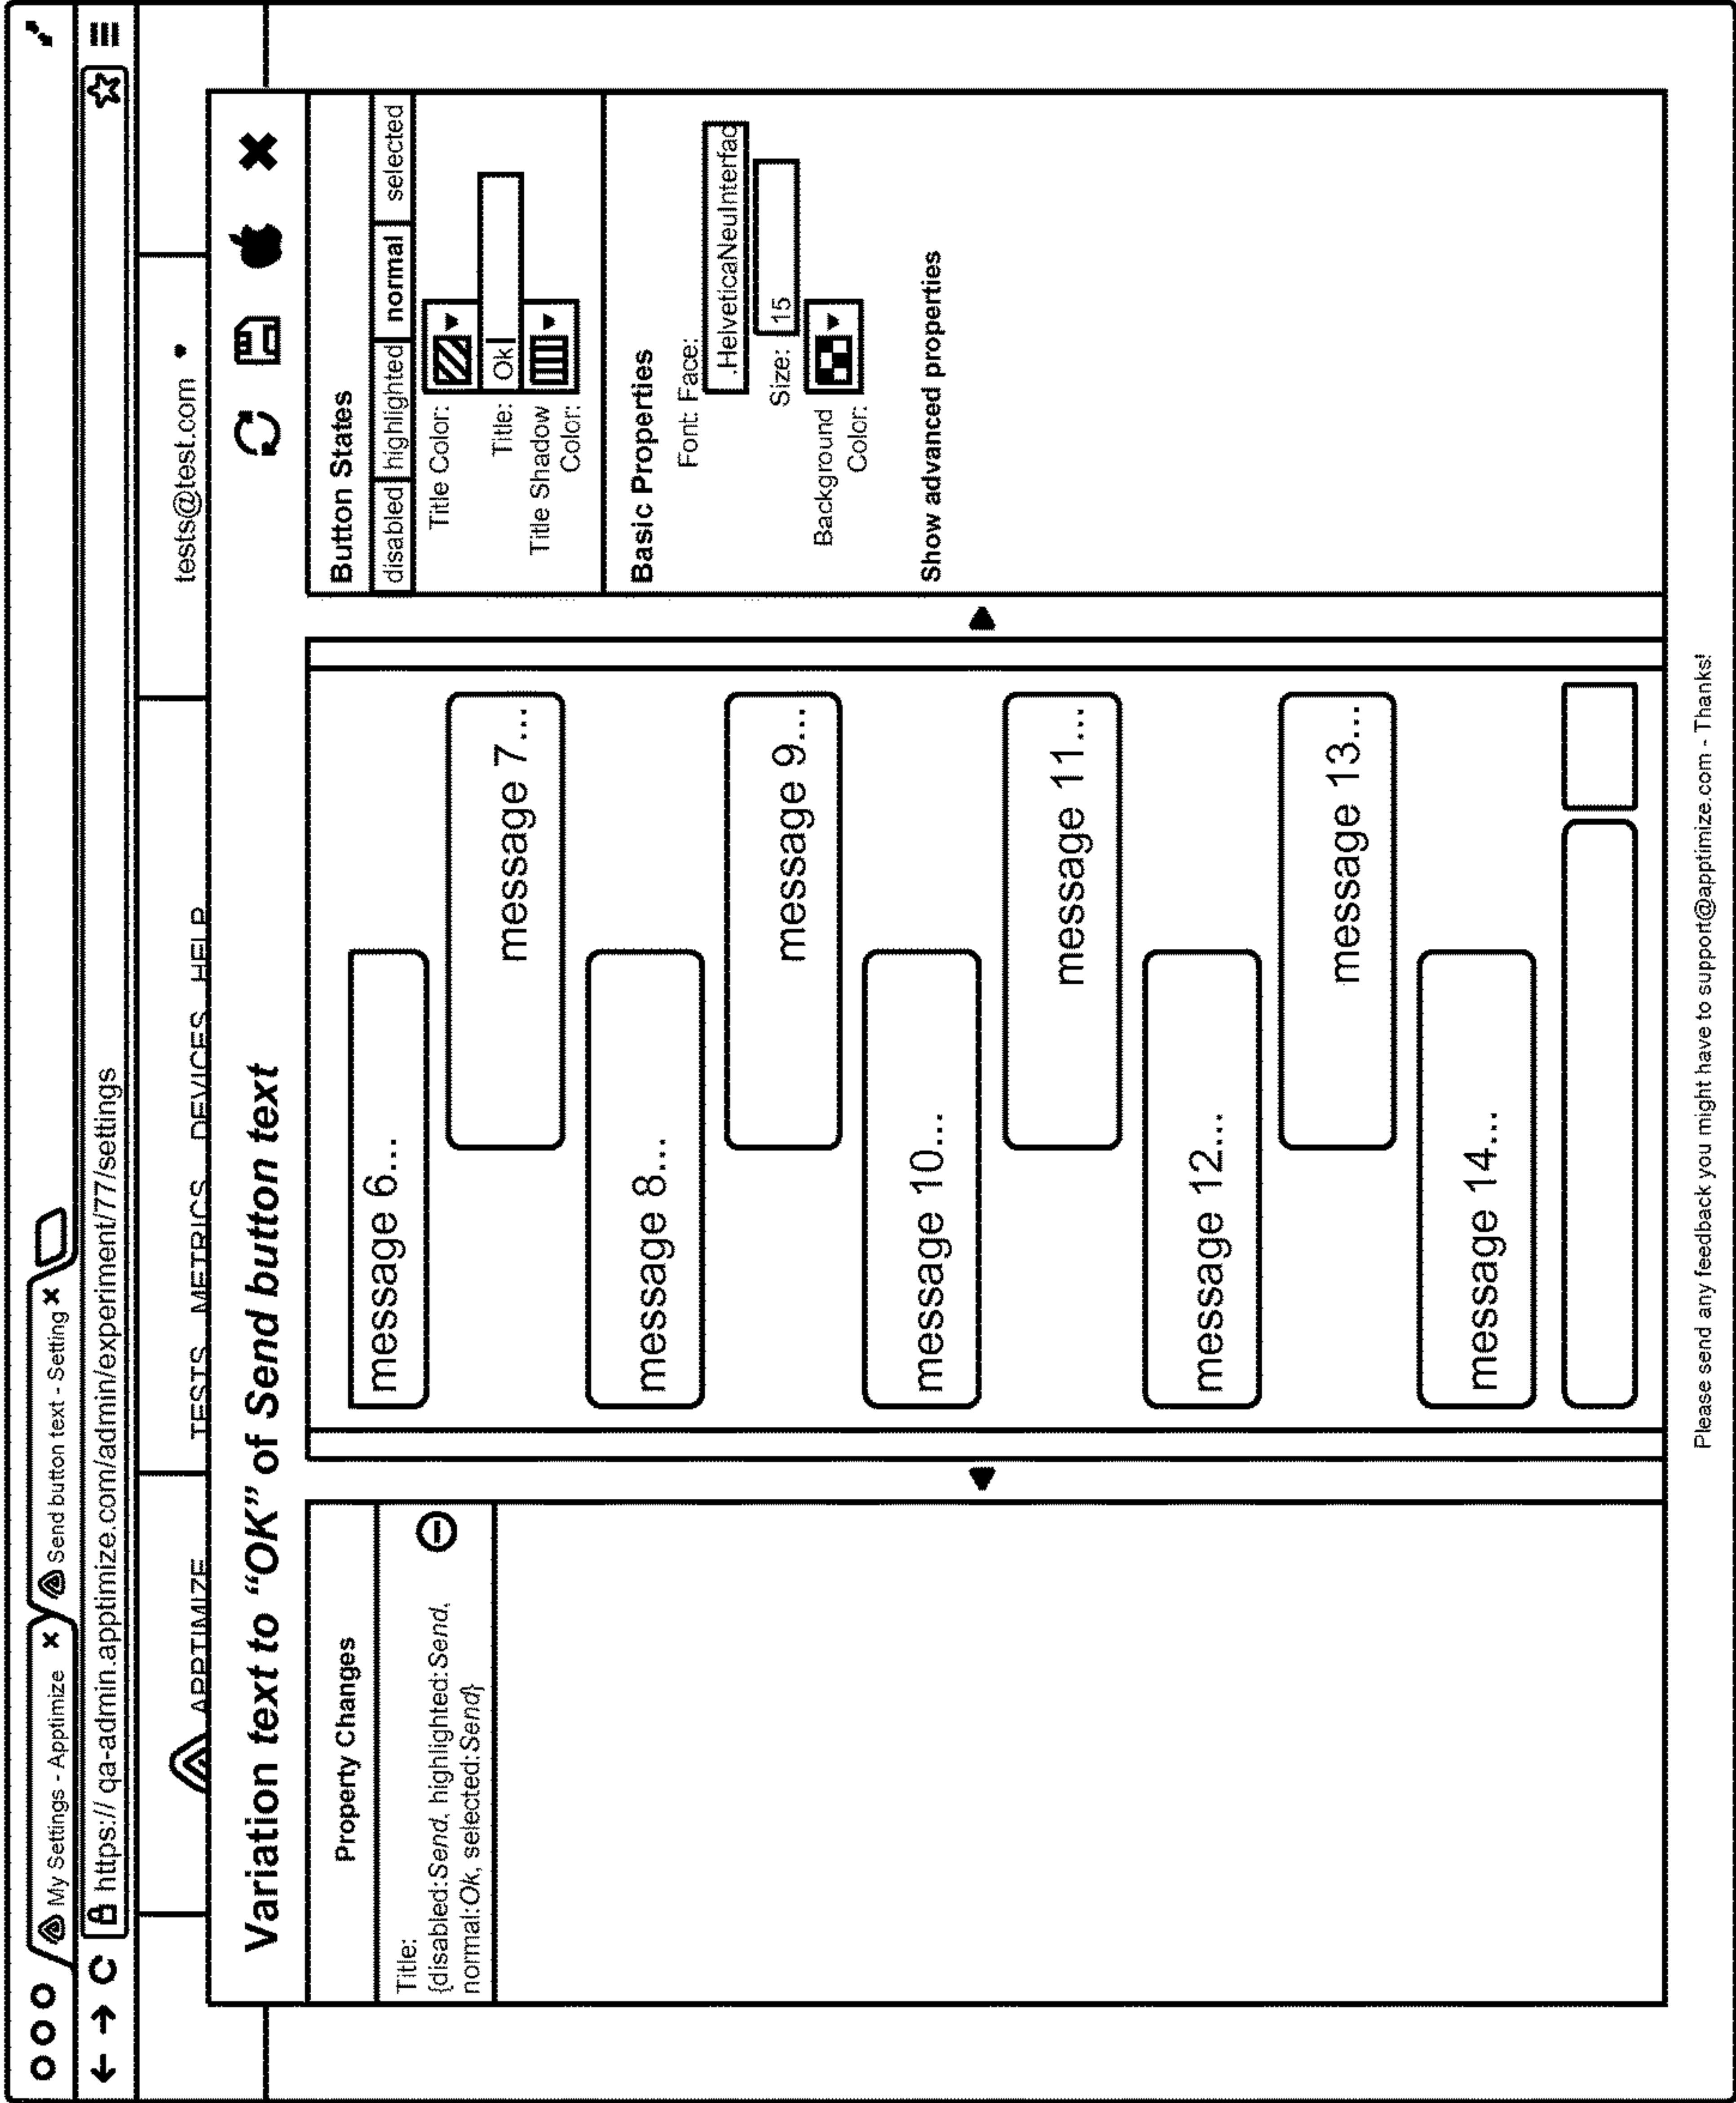 My Settings - Apptimize
Send button text - Setting
https:// qa-admin.apptimize.com/admin/experiment/77/settings
APPTIMIZE
TESTS METRICS DEVICES HELP
tests@test.com
Variation text to “OK” of Send button text
Property Changes
Title:
{disabled:Send, highlighted:Send,
normal:Ok, selected:Send}
message 6...
message 7...
message 8...
message 9...
message 10...
message 11...
message 12...
message 13...
message 14...
Button States
disabled highlighted normal selected
Title Color:
Title: Ok
Title Shadow
Color:
Basic Properties
Font: Face:
.HelveticaNeuInterfac
Size: 15
Background
Color:
Show advanced properties
Please send any feedback you might have to support@apptimize.com - Thanks!